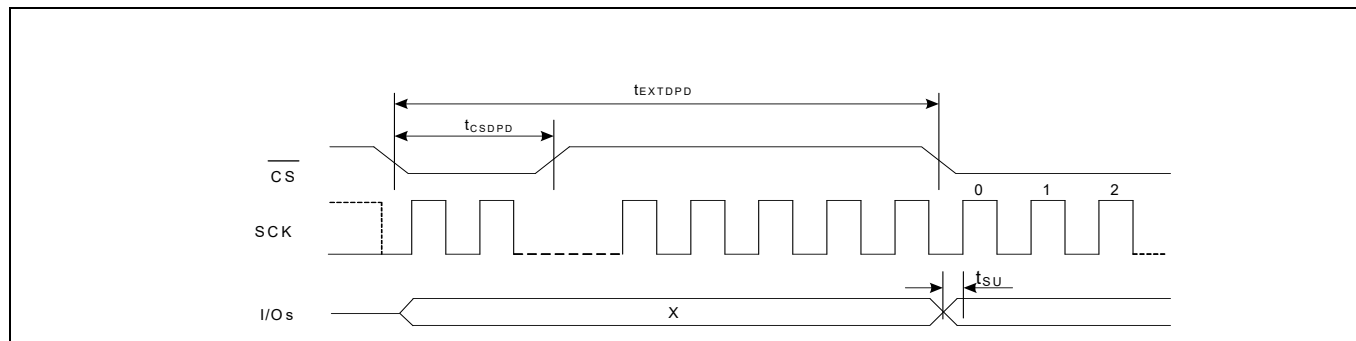 tEXTDPD
tCSDPD
CS
0 1 2
SCK
tSU
I/Os X